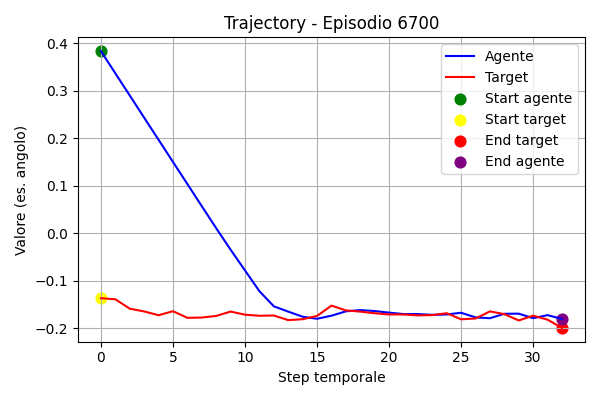 Trajectory - Episodio 6700
Valore (es. angolo)
0.4
0.3
0.2
0.1
0.0
−0.1
−0.2
0 5 10 15 20 25 30
Step temporale
Agente
Target
Start agente
Start target
End target
End agente